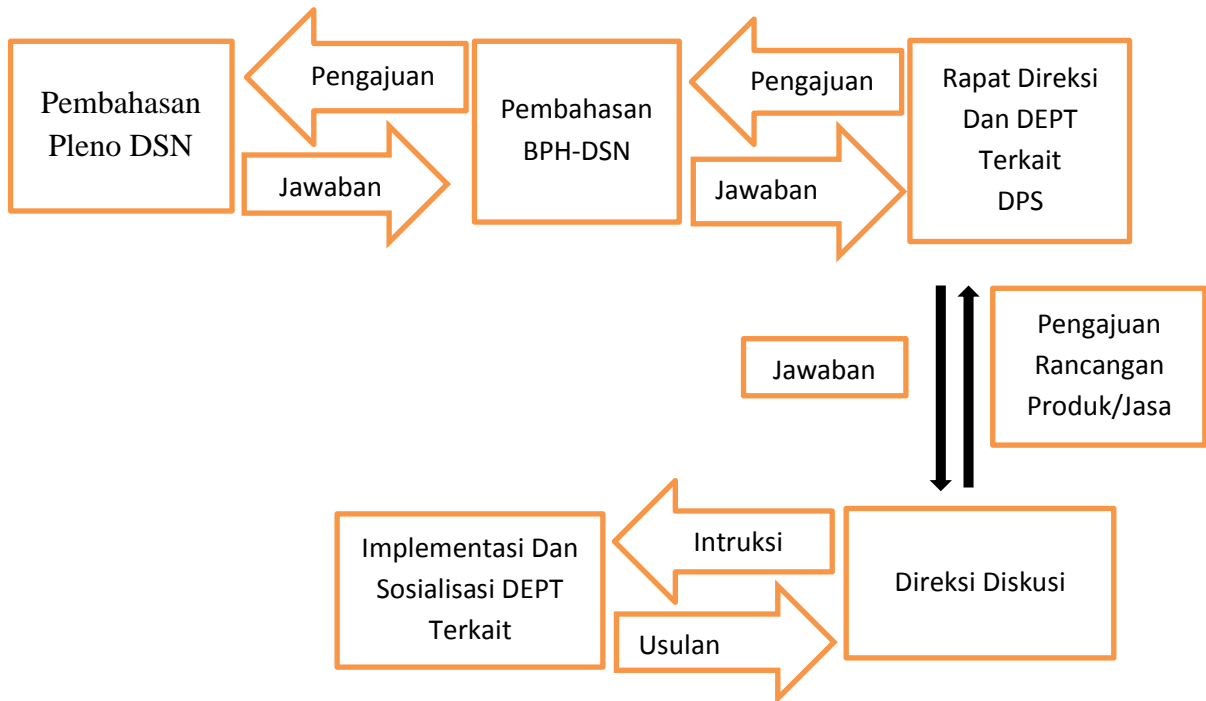 Pembahasan
Pleno DSN
Pengajuan
Jawaban
Pembahasan
BPH-DSN
Pengajuan
Jawaban
Rapat Direksi
Dan DEPT
Terkait
DPS
Jawaban
Pengajuan
Rancangan
Produk/Jasa
Implementasi Dan
Sosialisasi DEPT
Terkait
Intruksi
Usulan
Direksi Diskusi